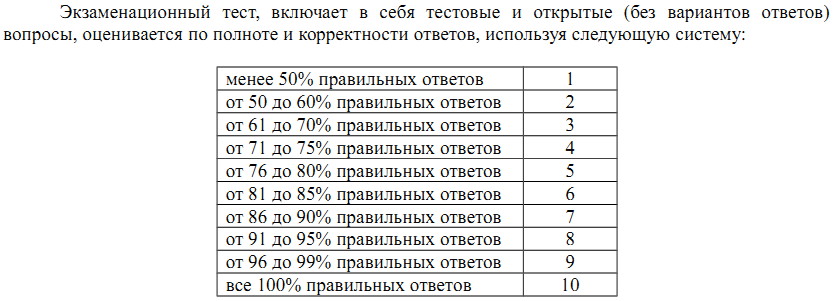 Экзаменационный тест, включает в себя тестовые и открытые (без вариантов ответов)
вопросы, оценивается по полноте и корректности ответов, используя следующую систему:
менее 50% правильных ответов 1
от 50 до 60% правильных ответов 2
от 61 до 70% правильных ответов 3
от 71 до 75% правильных ответов 4
от 76 до 80% правильных ответов 5
от 81 до 85% правильных ответов 6
от 86 до 90% правильных ответов 7
от 91 до 95% правильных ответов 8
от 96 до 99% правильных ответов 9
все 100% правильных ответов 10